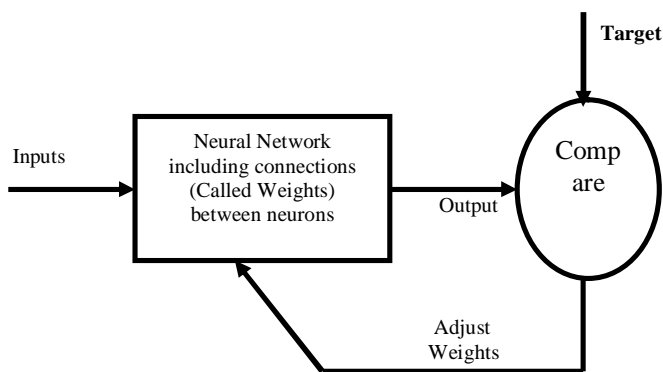 Target
Inputs
Neural Network
including connections
(Called Weights)
between neurons
Output
Comp
are
Adjust
Weights